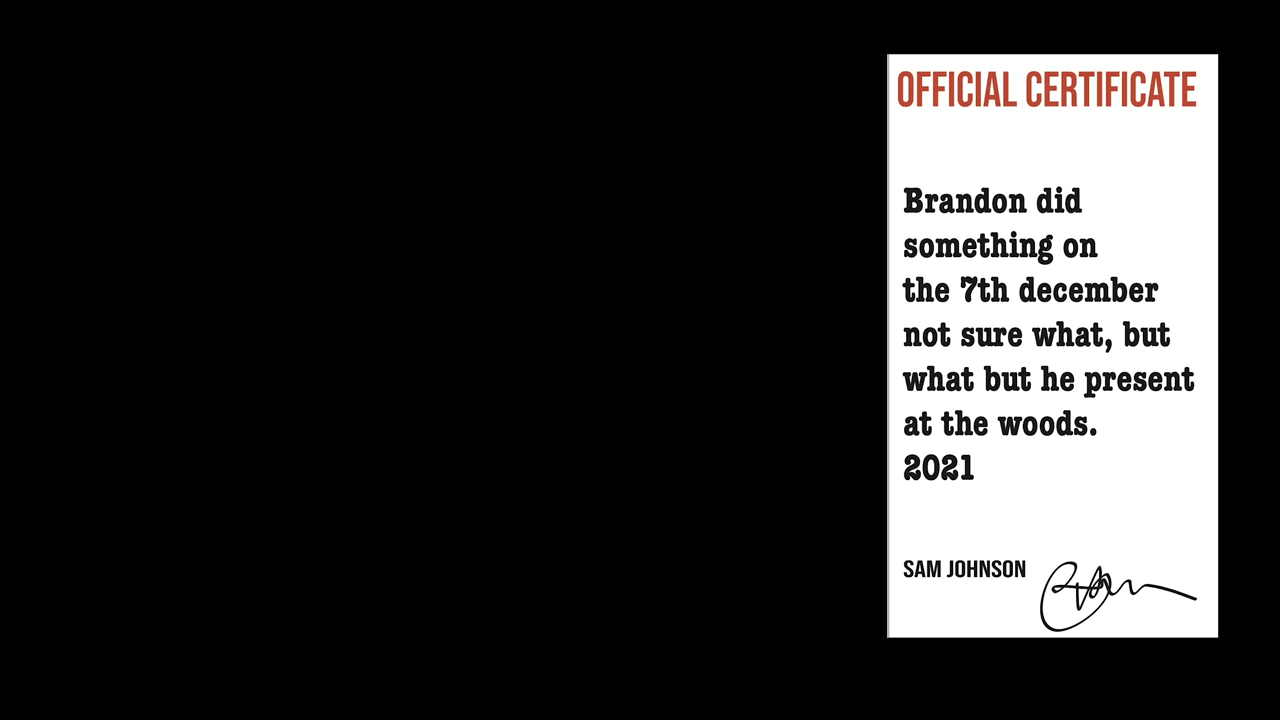 OFFICIAL CERTIFICATE
Brandon did
something on
the 7th december
not sure what, but
what but he present
at the woods.
2021
SAM JOHNSON